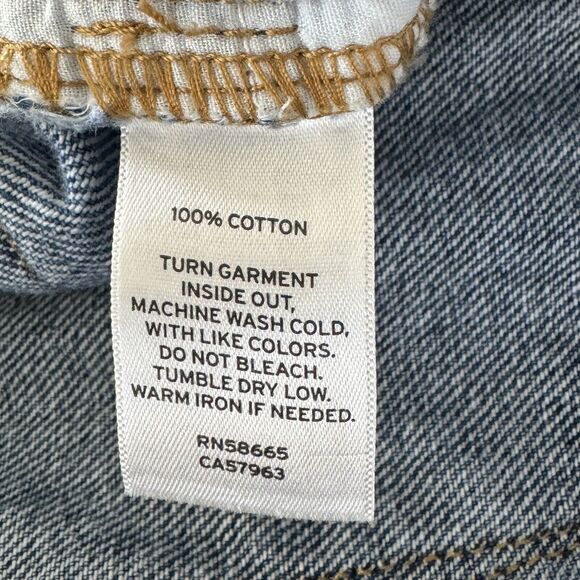 100% COTTON
TURN GARMENT
INSIDE OUT,
MACHINE WASH COLD,
WITH LIKE COLORS.
DO NOT BLEACH.
TUMBLE DRY LOW.
WARM IRON IF NEEDED.
RN58665
CA57963